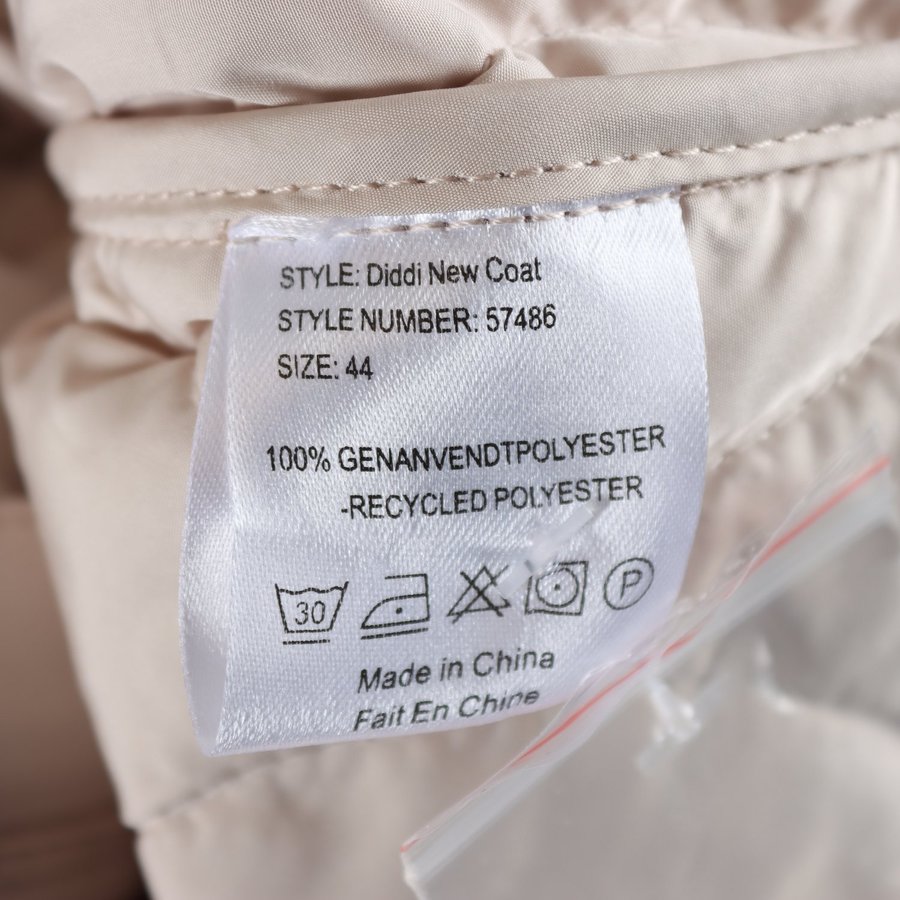 STYLE: Diddi New Coat
STYLE NUMBER: 57486
SIZE: 44
100% GENANVENDTPOLYESTER
-RECYCLED POLYESTER
30 P
Made in China
Fait En Chine